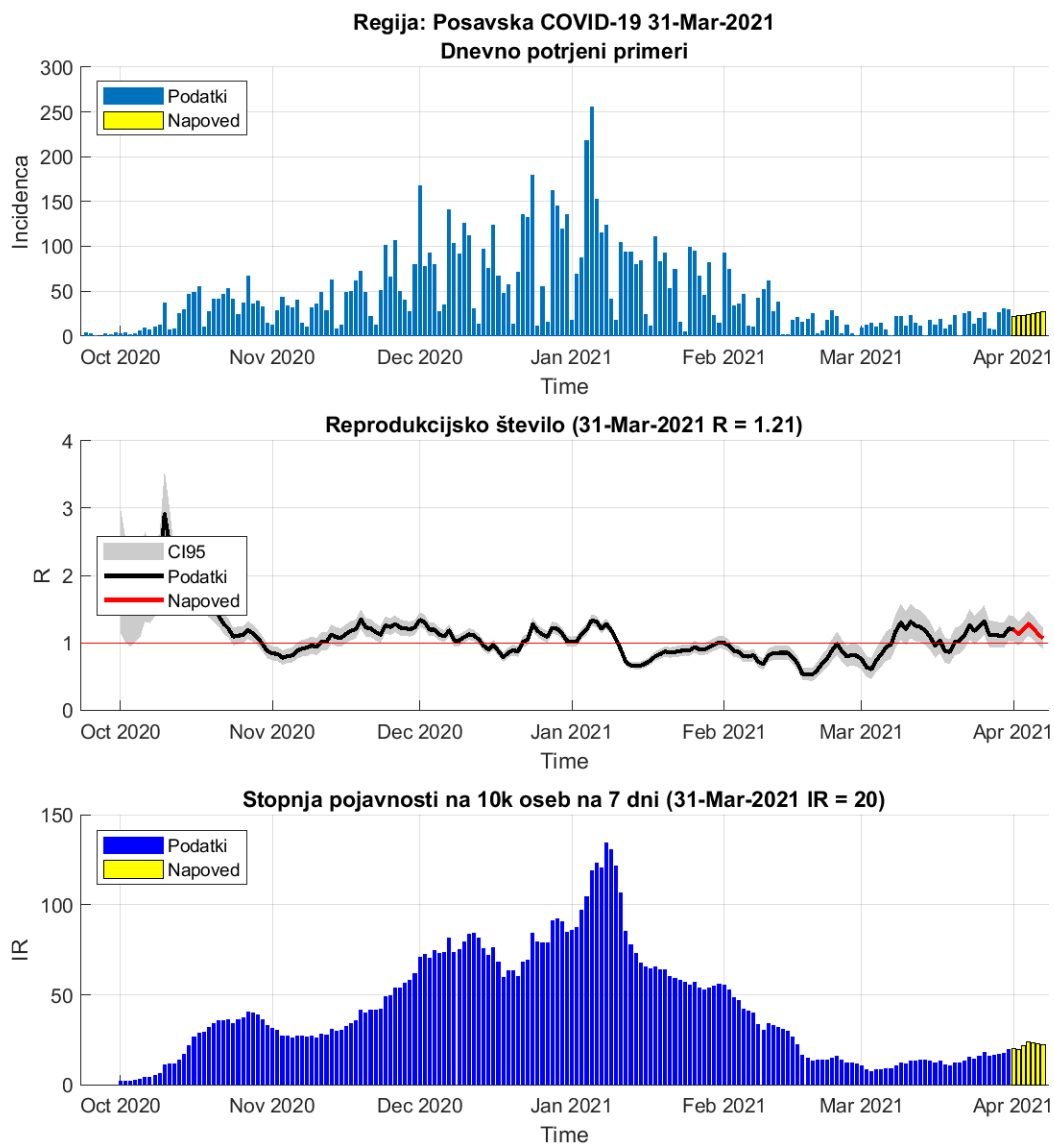 Regija: Posavska COVID-19 31-Mar-2021
Dnevno potrjeni primeri
300
250
200
150
100
50
0
Incidenca
Podatki
Napoved
Oct 2020 Nov 2020 Dec 2020 Jan 2021 Feb 2021 Mar 2021 Apr 2021
Time
Reprodukcijsko število (31-Mar-2021 R = 1.21)
4
3
2
1
0
R
CI95
Podatki
Napoved
Oct 2020 Nov 2020 Dec 2020 Jan 2021 Feb 2021 Mar 2021 Apr 2021
Time
Stopnja pojavnosti na 10k oseb na 7 dni (31-Mar-2021 IR = 20)
150
100
50
0
IR
Podatki
Napoved
Oct 2020 Nov 2020 Dec 2020 Jan 2021 Feb 2021 Mar 2021 Apr 2021
Time